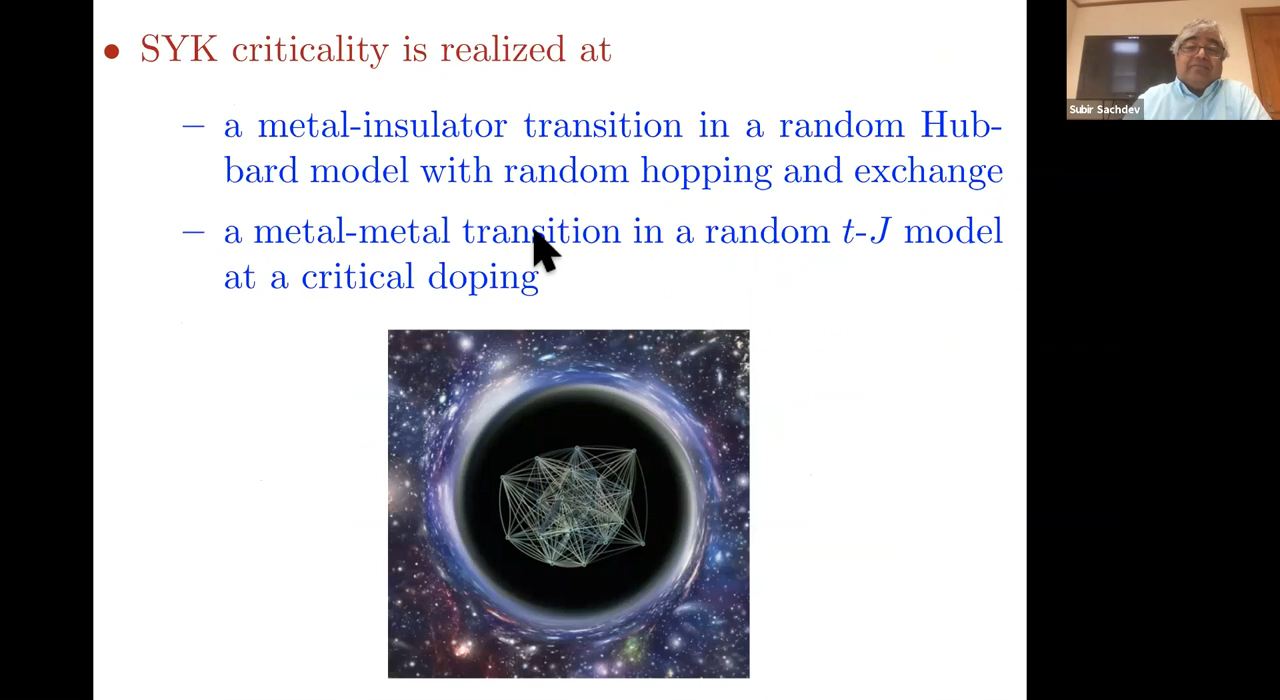 • SYK criticality is realized at
– a metal-insulator transition in a random Hub-
bard model with random hopping and exchange
– a metal-metal transition in a random t-J model
at a critical doping
Subir Sachdev